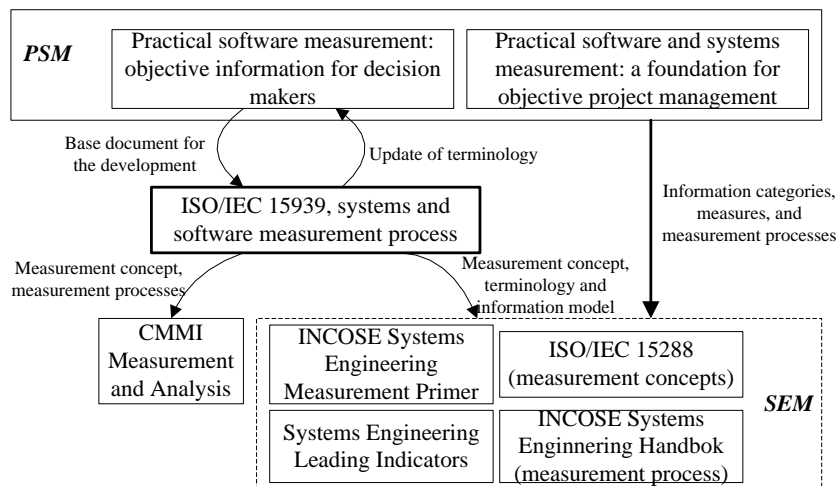 PSM
Practical software measurement:
objective information for decision
makers
Practical software and systems
measurement: a foundation for
objective project management
Base document for
the development
Update of terminology
Information categories,
measures, and
measurement processes
ISO/IEC 15939, systems and
software measurement process
Measurement concept,
measurement processes
Measurement concept,
terminology and
information model
CMMI
Measurement
and Analysis
INCOSE Systems
Engineering
Measurement Primer
ISO/IEC 15288
(measurement concepts)
SEM
Systems Engineering
Leading Indicators
INCOSE Systems
Enginnering Handbok
(measurement process)